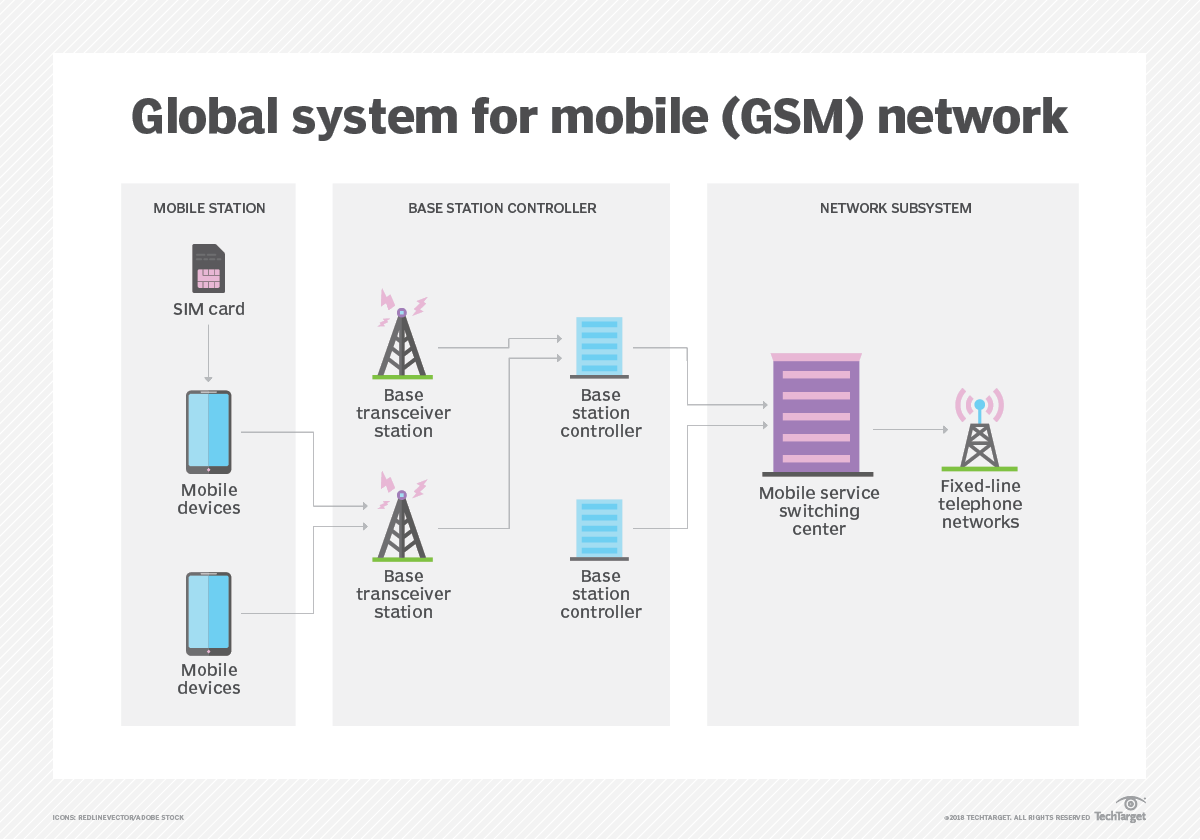 Global system for mobile (GSM) network
MOBILE STATION
SIM card
Mobile
devices
Mobile
devices
BASE STATION CONTROLLER
Base
transceiver
station
Base
station
controller
Base
transceiver
station
Base
station
controller
NETWORK SUBSYSTEM
Mobile service
switching
center
Fixed-line
telephone
networks
ICONS: REDLINEVECTOR/ADOBE STOCK
©2018 TECHTARGET. ALL RIGHTS RESERVED
TechTarget